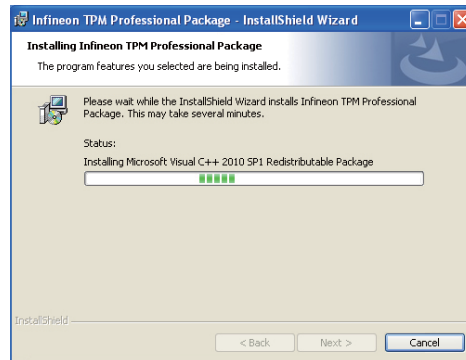 Infineon TPM Professional Package - InstallShield Wizard
Installing Infineon TPM Professional Package
The program features you selected are being installed.
Please wait while the InstallShield Wizard installs Infineon TPM Professional
Package. This may take several minutes.
Status:
Installing Microsoft Visual C++ 2010 SP1 Redistributable Package
InstallShield
< Back
Next >
Cancel